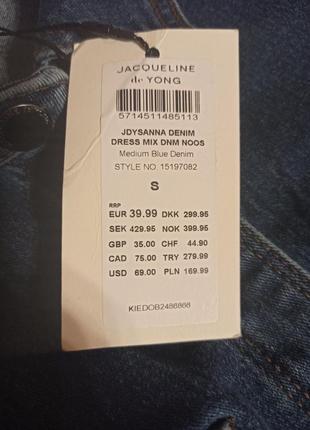 JACQUELINE
de YONG
5714511485113
JDYSANNA DENIM
DRESS MIX DNM NOOS
Medium Blue Denim
STYLE NO. 15197082
S
RRP
EUR 39.99 DKK 299.95
SEK 429.95 NOK 399.95
GBP 35.00 CHF 44.90
CAD 75.00 TRY 279.99
USD 69.00 PLN 169.99
KIEDOB2486866